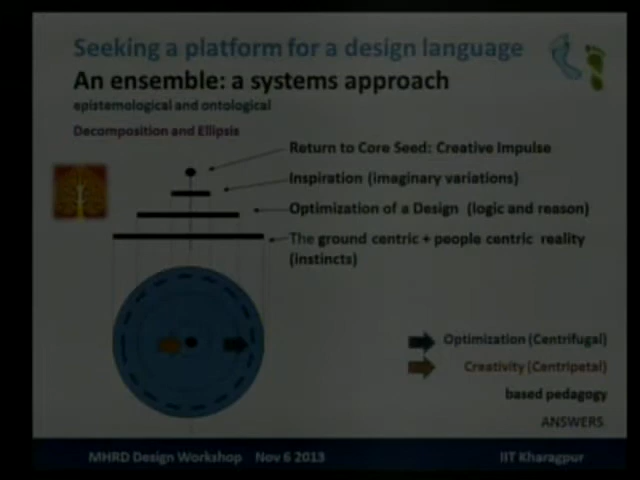 Seeking a platform for a design language
An ensemble: a systems approach
epistemological and ontological
Decomposition and Ellipsis
Return to Core Seed: Creative Impulse
Inspiration (imaginary variations)
Optimization of a Design (logic and reason)
The ground centric + people centric reality
(instincts)
Optimization (Centrifugal)
Creativity (Centripetal)
based pedagogy
ANSWERS
MHRD Design Workshop Nov 6 2013
IIT Kharagpur